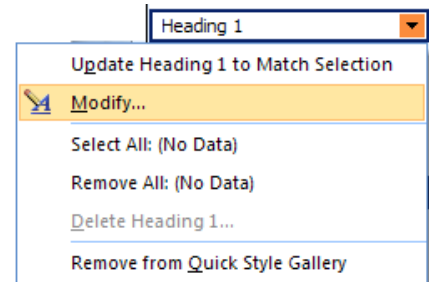 Heading 1
Update Heading 1 to Match Selection
Modify...
Select All: (No Data)
Remove All: (No Data)
Delete Heading 1...
Remove from Quick Style Gallery